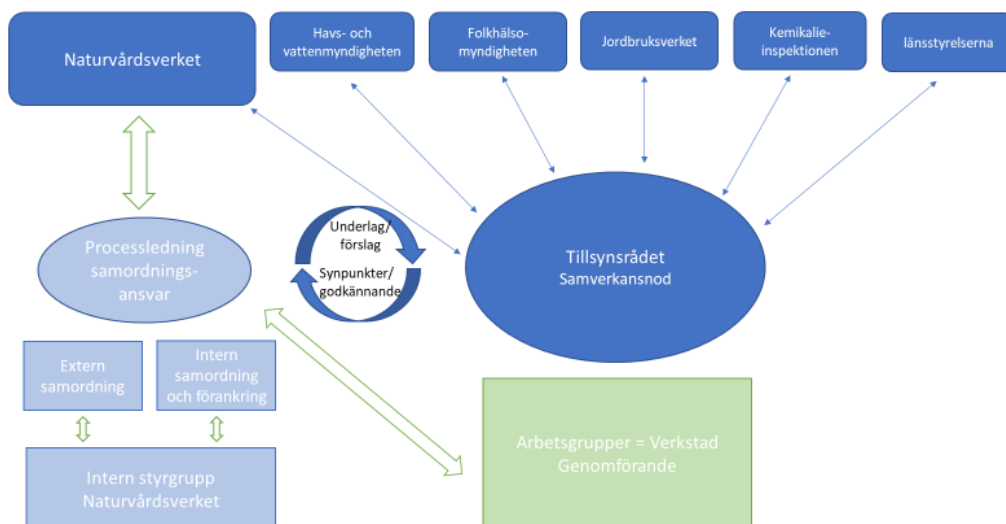 Naturvårdsverket
Havs- och
vattenmyndigheten
Folkhälso-
myndigheten
Jordbruksverket
Kemikalie-
inspektionen
länsstyrelserna
Processledning
samordnings-
ansvar
Underlag/
förslag
Synpunkter/
godkännande
Tillsynsrådet
Samverkansnod
Extern
samordning
Intern
samordning
och förankring
Intern styrgrupp
Naturvårdsverket
Arbetsgrupper = Verkstad
Genomförande